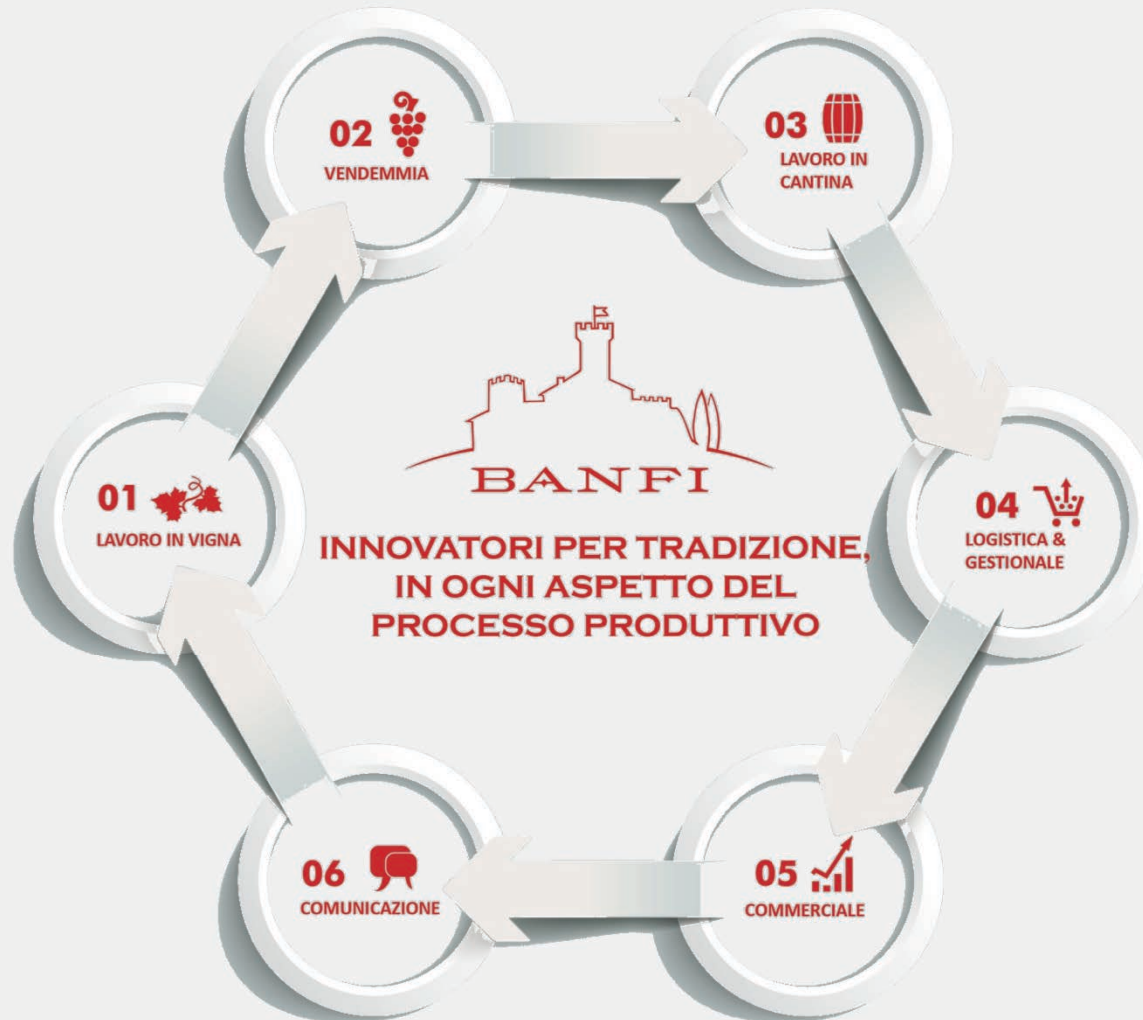 02
VENDEMMIA
03
LAVORO IN
CANTINA
01
LAVORO IN VIGNA
BANFI
INNOVATORI PER TRADIZIONE,
IN OGNI ASPETTO DEL
PROCESSO PRODUTTIVO
04
LOGISTICA &
GESTIONALE
06
COMUNICAZIONE
05
COMMERCIALE